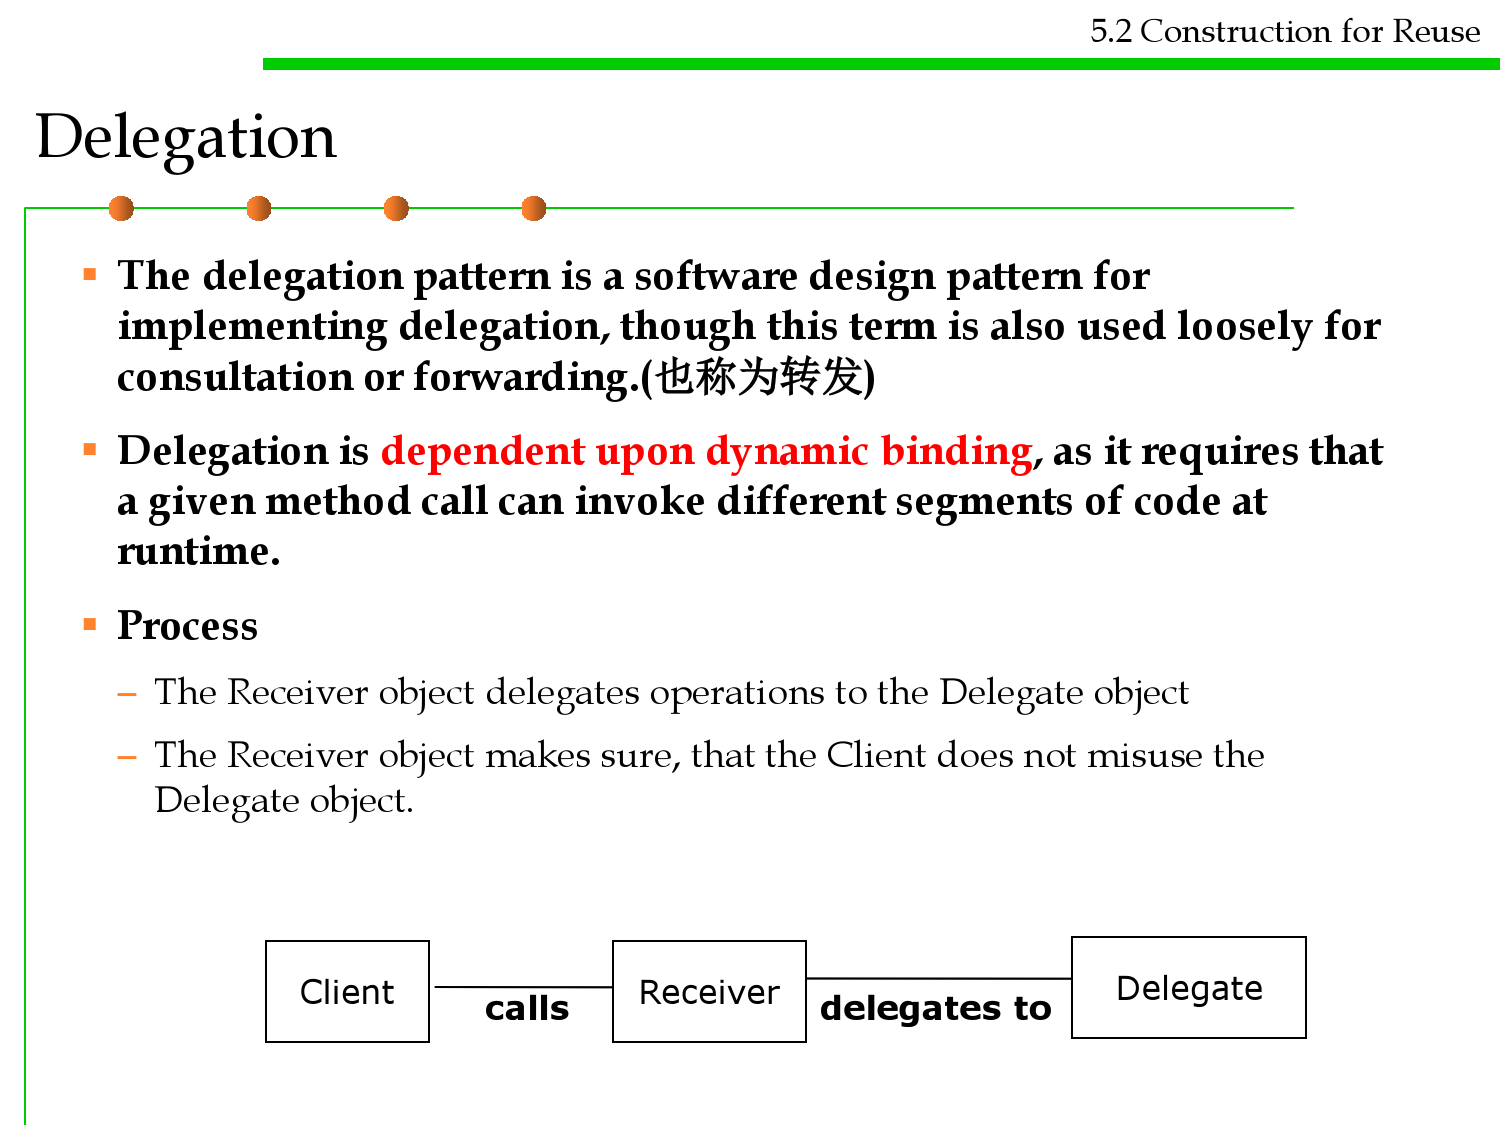 5.2 Construction for Reuse
Delegation
▪ The delegation pattern is a software design pattern for
implementing delegation, though this term is also used loosely for
consultation or forwarding.(也称为转发)
▪ Delegation is dependent upon dynamic binding, as it requires that
a given method call can invoke different segments of code at
runtime.
▪ Process
– The Receiver object delegates operations to the Delegate object
– The Receiver object makes sure, that the Client does not misuse the
Delegate object.
Client
calls
Receiver
delegates to
Delegate